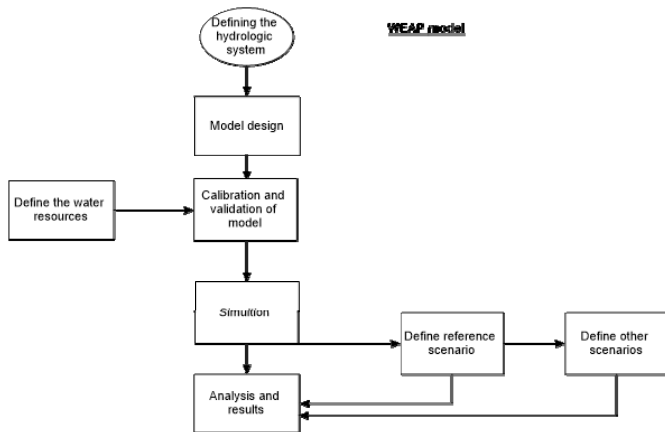 Defining the
hydrologic
system
WEAP model
Model design
Define the water
resources
Calibration and
validation of
model
Simultion
Define reference
scenario
Define other
scenarios
Analysis and
results